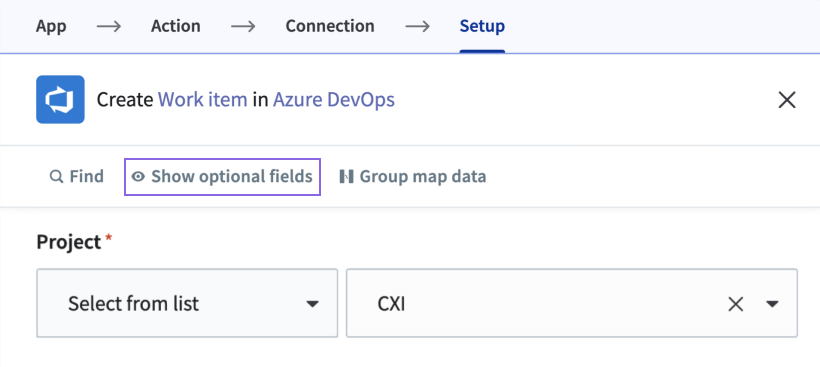 App → Action → Connection → Setup
Create Work item in Azure DevOps
Find Show optional fields Group map data
Project *
Select from list CXI